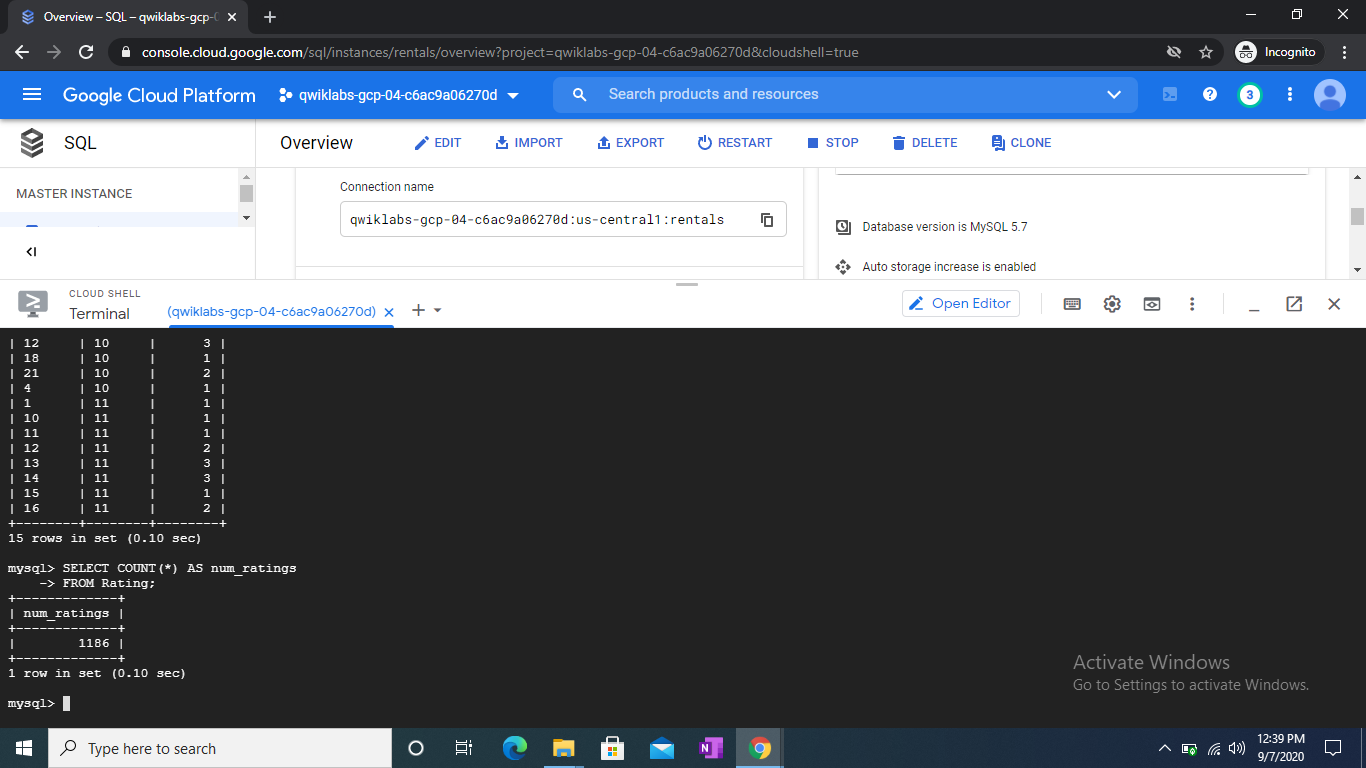 Overview – SQL – qwiklabs-gcp-
console.cloud.google.com/sql/instances/rentals/overview?project=qwiklabs-gcp-04-c6ac9a06270d&cloudshell=true
Incognito
Google Cloud Platform
qwiklabs-gcp-04-c6ac9a06270d
Search products and resources
3
SQL
Overview
EDIT
IMPORT
EXPORT
RESTART
STOP
DELETE
CLONE
MASTER INSTANCE
Connection name
qwiklabs-gcp-04-c6ac9a06270d:us-central1:rentals
Database version is MySQL 5.7
Auto storage increase is enabled
CLOUD SHELL
Terminal
(qwiklabs-gcp-04-c6ac9a06270d)
Open Editor
| 12     | 10     |      3 |
| 18     | 10     |      1 |
| 21     | 10     |      2 |
| 4      | 10     |      1 |
| 1      | 11     |      1 |
| 10     | 11     |      1 |
| 11     | 11     |      1 |
| 12     | 11     |      2 |
| 13     | 11     |      3 |
| 14     | 11     |      3 |
| 15     | 11     |      1 |
| 16     | 11     |      2 |
+--------+--------+--------+
15 rows in set (0.10 sec)
mysql> SELECT COUNT(*) AS num_ratings
    -> FROM Rating;
+-------------+
| num_ratings |
+-------------+
|        1186 |
+-------------+
1 row in set (0.10 sec)
mysql>
Activate Windows
Go to Settings to activate Windows.
Type here to search
12:39 PM
9/7/2020